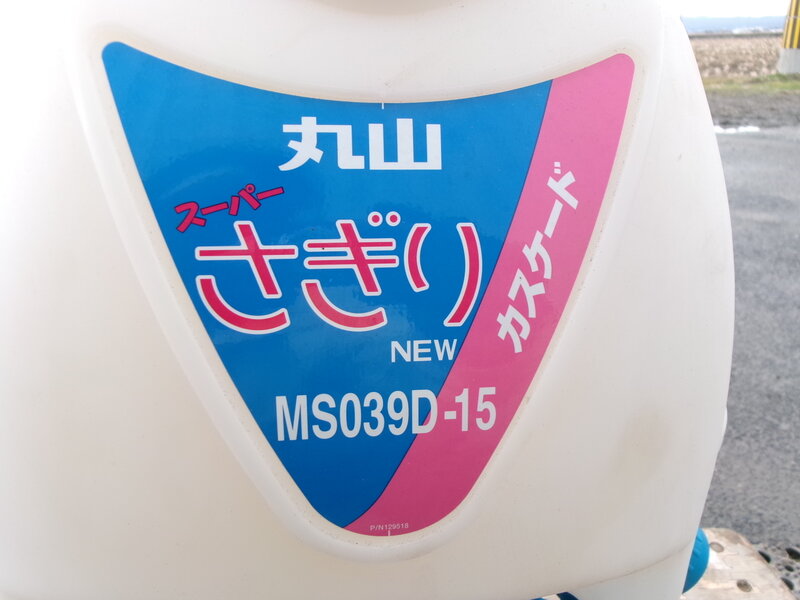 丸山
スーパー
さぎり
カスケード
NEW
MS039D-15
P/N129518